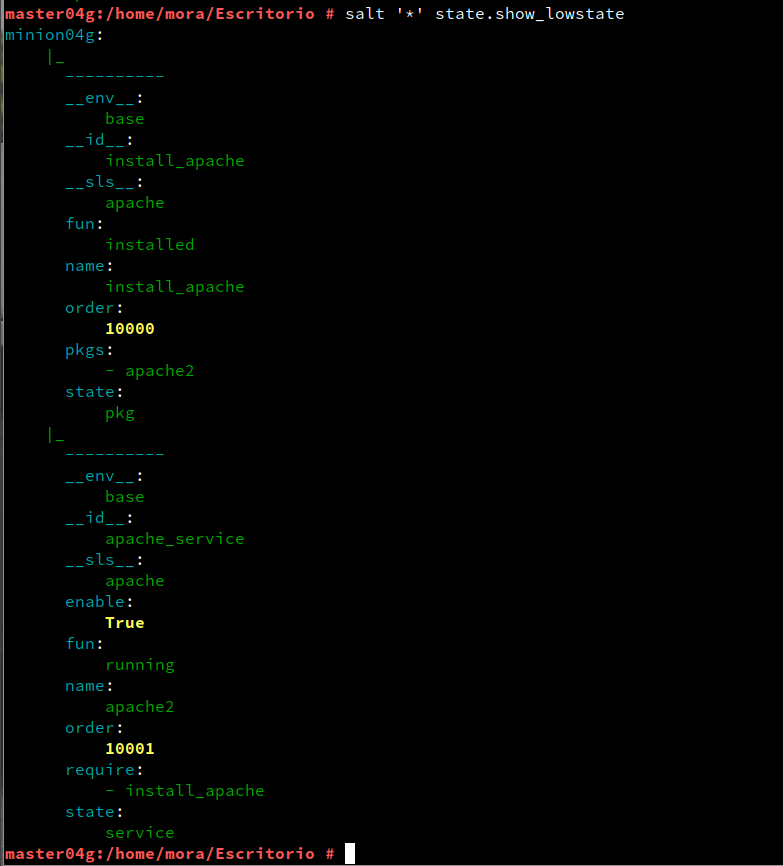 master04g:/home/mora/Escritorio # salt '*' state.show_lowstate
minion04g:
    |_
      ----------
      __env__:
          base
      __id__:
          install_apache
      __sls__:
          apache
      fun:
          installed
      name:
          install_apache
      order:
          10000
      pkgs:
          - apache2
      state:
          pkg
    |_
      ----------
      __env__:
          base
      __id__:
          apache_service
      __sls__:
          apache
      enable:
          True
      fun:
          running
      name:
          apache2
      order:
          10001
      require:
          - install_apache
      state:
          service
master04g:/home/mora/Escritorio #